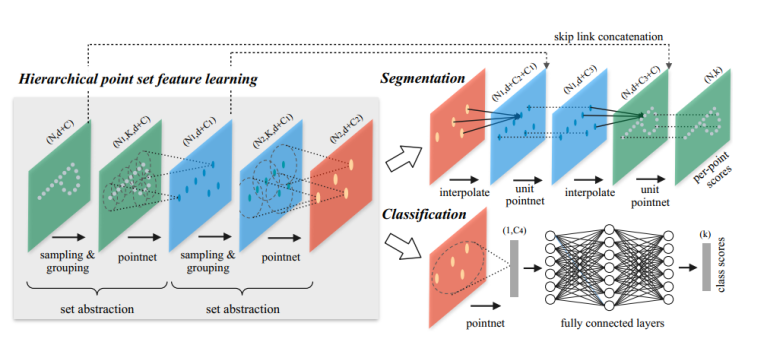 skip link concatenation
Hierarchical point set feature learning
(N,d+C)
(N1,K,d+C)
(N1,d+C1)
(N2,K,d+C1)
(N2,d+C2)
sampling &
grouping
pointnet
sampling &
grouping
pointnet
set abstraction
set abstraction
Segmentation
(N1,d+C2+C1)
(N1,d+C3)
(N,d+C3+C)
(N,k)
interpolate
unit
pointnet
interpolate
unit
pointnet
per-point
scores
Classification
(1,C4)
(k)
pointnet
fully connected layers
class scores